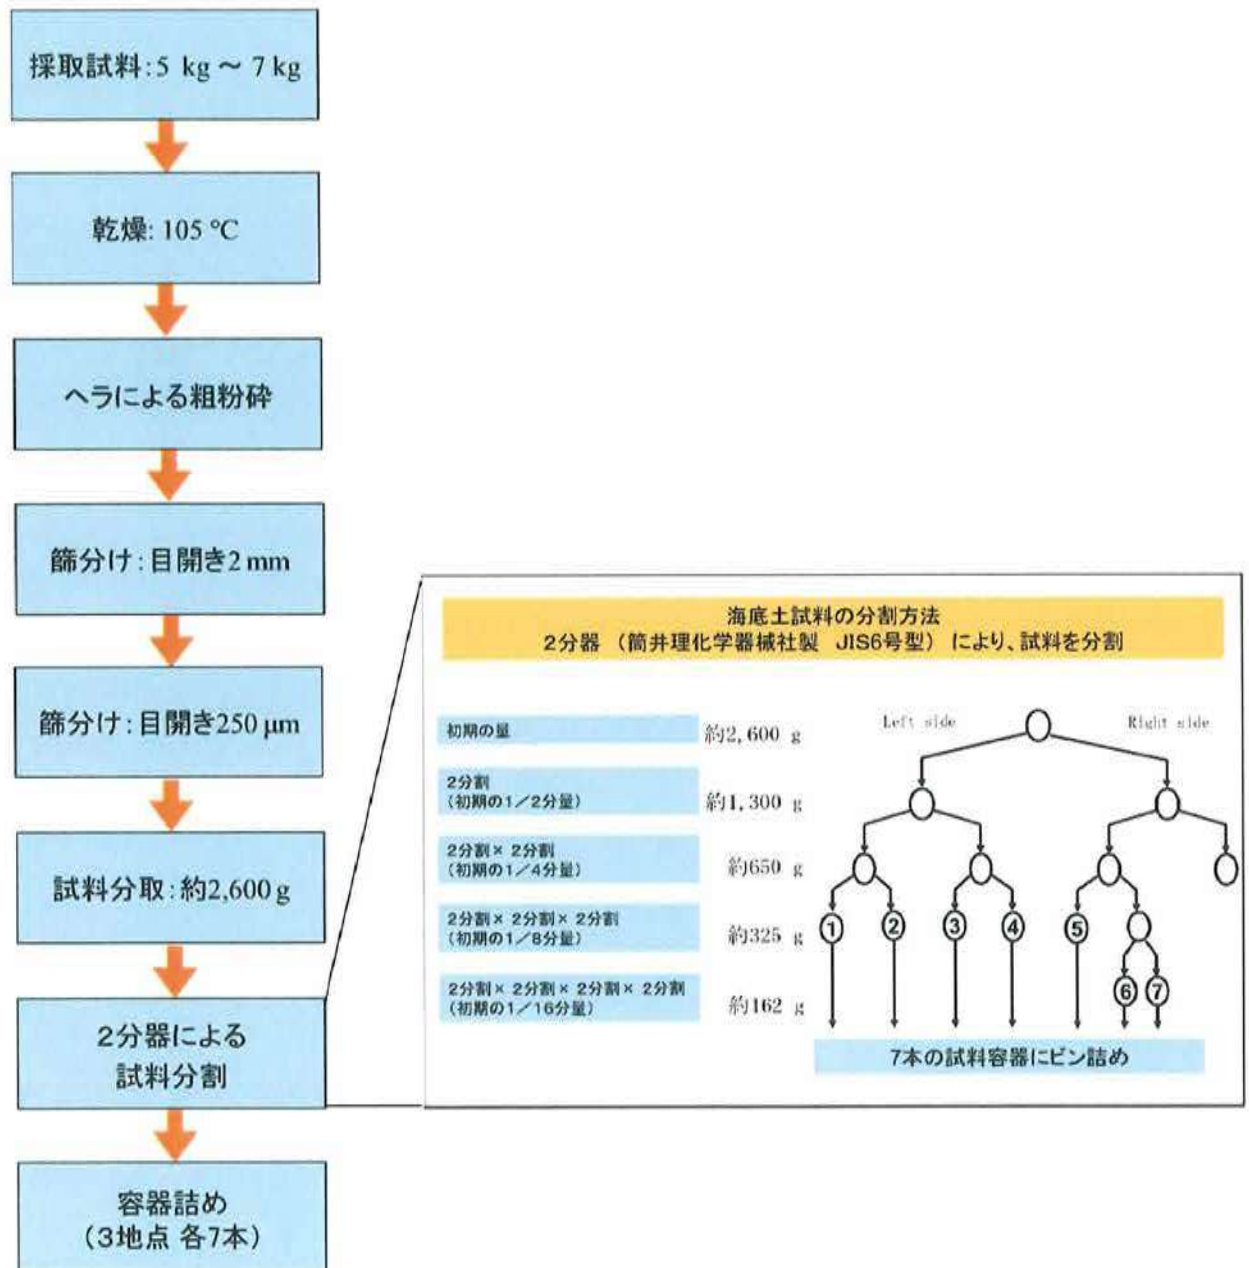 採取試料:5 kg ～ 7 kg
乾燥: 105 ℃
ヘラによる粗粉砕
篩分け:目開き2 mm
篩分け:目開き250 μm
試料分取:約2,600 g
2分器による
試料分割
容器詰め
(3地点 各7本)
海底土試料の分割方法
2分器 (筒井理化学器械社製 JIS6号型) により、試料を分割
初期の量
約2,600 g
2分割
(初期の1/2分量)
約1,300 g
2分割× 2分割
(初期の1/4分量)
約650 g
2分割× 2分割× 2分割
(初期の1/8分量)
約325 g
2分割× 2分割× 2分割× 2分割
(初期の1/16分量)
約162 g
Left side
Right side
① ② ③ ④ ⑤
⑥ ⑦
7本の試料容器にビン詰め